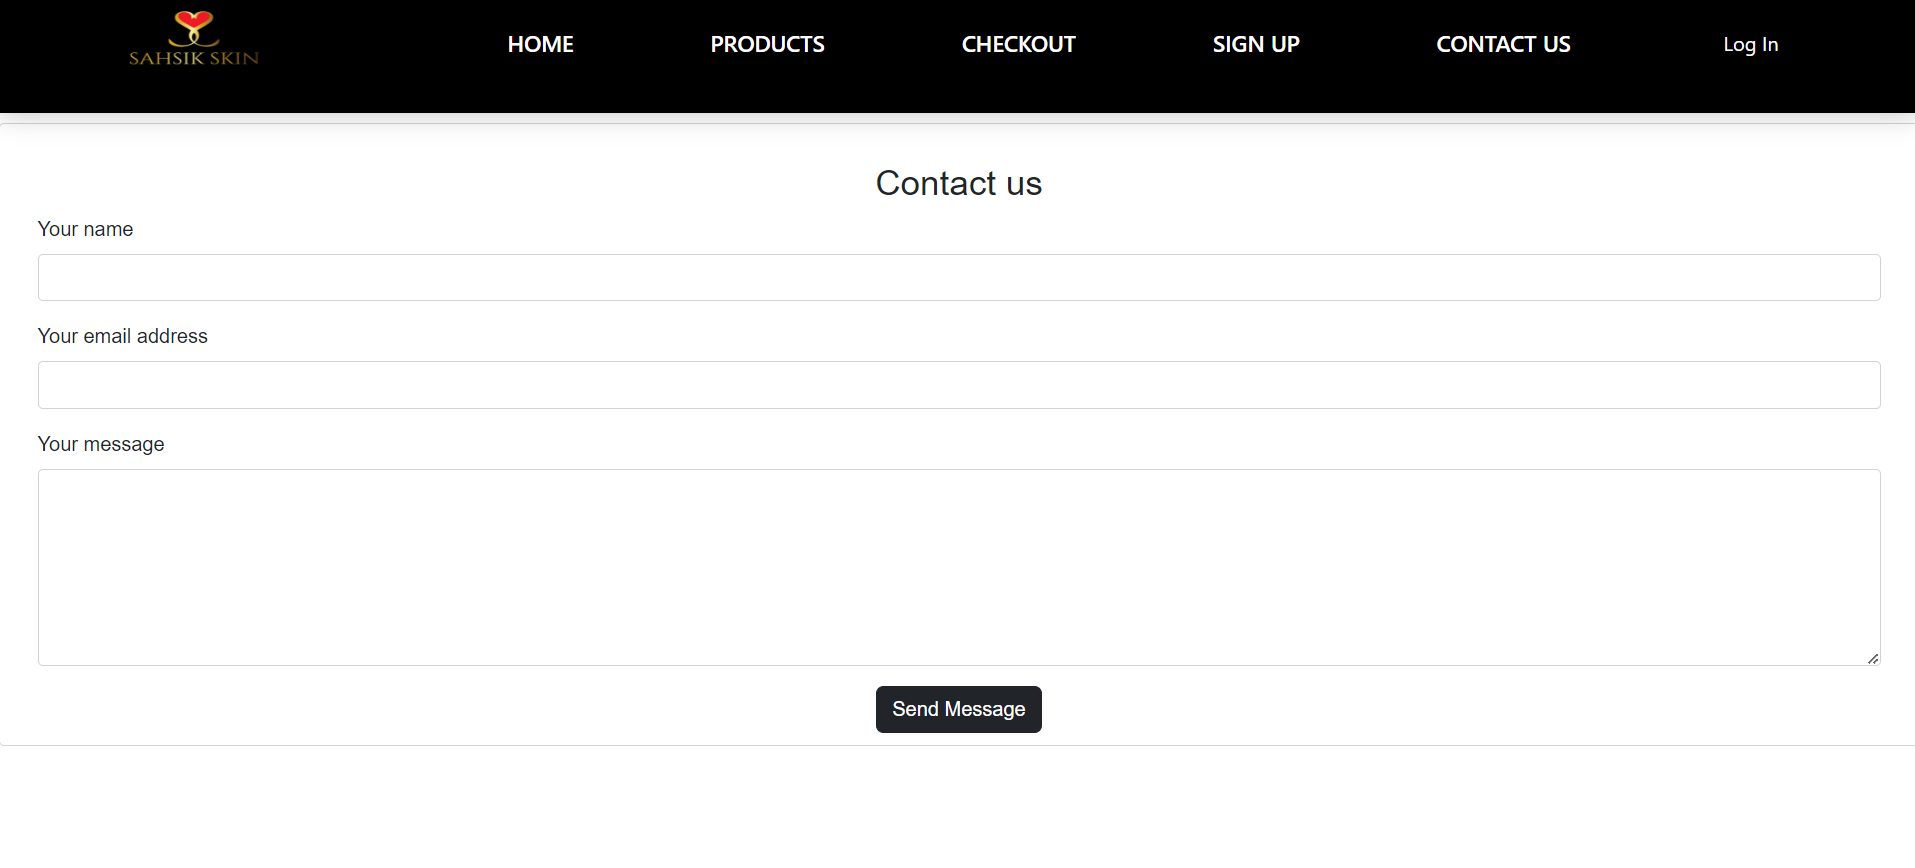 SAHSIK SKIN
HOME PRODUCTS CHECKOUT SIGN UP CONTACT US Log In
Contact us
Your name
Your email address
Your message
Send Message